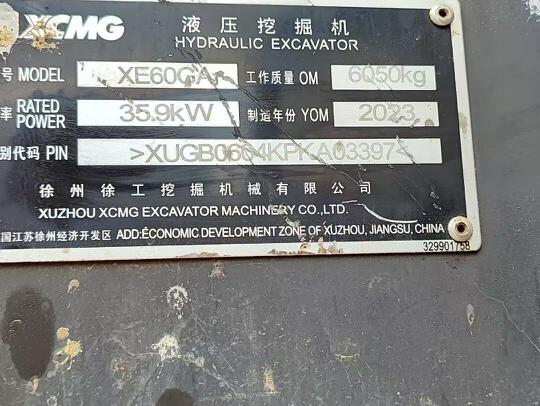 XCMG 液压挖掘机
HYDRAULIC EXCAVATOR
号 MODEL XE60GA 工作质量 OM 6050kg
率 RATED POWER 35.9kW 制造年份 YOM 2023
别代码 PIN >XUGB0604KPKA03397<
徐州徐工挖掘机械有限公司
XUZHOU XCMG EXCAVATOR MACHINERY CO.,LTD.
国江苏徐州经济开发区 ADD:ECONOMIC DEVELOPMENT ZONE OF XUZHOU, JIANGSU, CHINA
329901758